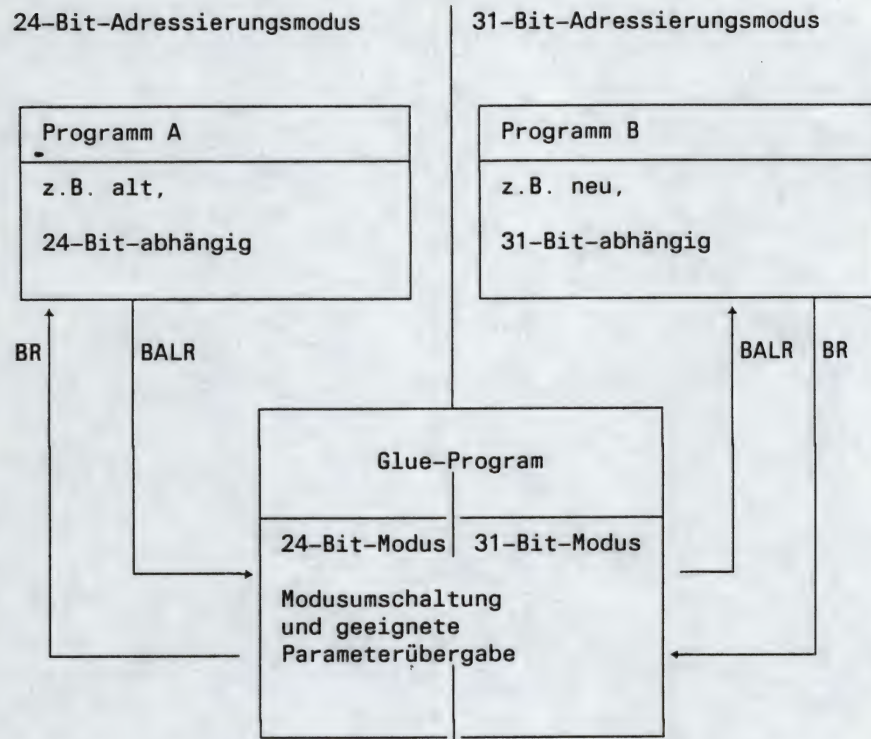 24-Bit-Adressierungsmodus
31-Bit-Adressierungsmodus
Programm A
z.B. alt,
24-Bit-abhängig
Programm B
z.B. neu,
31-Bit-abhängig
BR
BALR
BALR
BR
Glue-Program
24-Bit-Modus
31-Bit-Modus
Modusumschaltung
und geeignete
Parameterübergabe